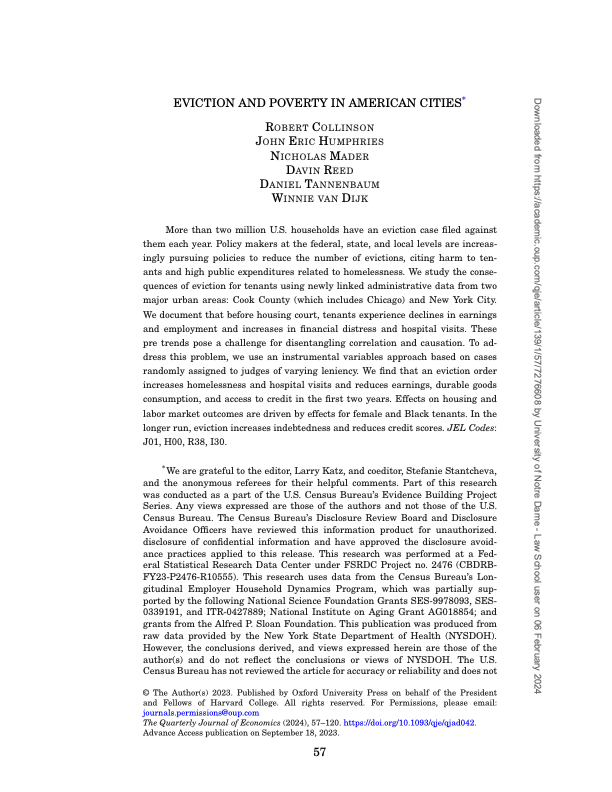 EVICTION AND POVERTY IN AMERICAN CITIES*
ROBERT COLLINSON
JOHN ERIC HUMPHRIES
NICHOLAS MADER
DAVIN REED
DANIEL TANNENBAUM
WINNIE VAN DIJK
More than two million U.S. households have an eviction case filed against
them each year. Policy makers at the federal, state, and local levels are increas-
ingly pursuing policies to reduce the number of evictions, citing harm to ten-
ants and high public expenditures related to homelessness. We study the conse-
quences of eviction for tenants using newly linked administrative data from two
major urban areas: Cook County (which includes Chicago) and New York City.
We document that before housing court, tenants experience declines in earnings
and employment and increases in financial distress and hospital visits. These
pre trends pose a challenge for disentangling correlation and causation. To ad-
dress this problem, we use an instrumental variables approach based on cases
randomly assigned to judges of varying leniency. We find that an eviction order
increases homelessness and hospital visits and reduces earnings, durable goods
consumption, and access to credit in the first two years. Effects on housing and
labor market outcomes are driven by effects for female and Black tenants. In the
longer run, eviction increases indebtedness and reduces credit scores. JEL Codes:
J01, H00, R38, I30.
*We are grateful to the editor, Larry Katz, and coeditor, Stefanie Stantcheva,
and the anonymous referees for their helpful comments. Part of this research
was conducted as a part of the U.S. Census Bureau's Evidence Building Project
Series. Any views expressed are those of the authors and not those of the U.S.
Census Bureau. The Census Bureau's Disclosure Review Board and Disclosure
Avoidance Officers have reviewed this information product for unauthorized.
disclosure of confidential information and have approved the disclosure avoid-
ance practices applied to this release. This research was performed at a Fed-
eral Statistical Research Data Center under FSRDC Project no. 2476 (CBDRB-
FY23-P2476-R10555). This research uses data from the Census Bureau's Lon-
gitudinal Employer Household Dynamics Program, which was partially sup-
ported by the following National Science Foundation Grants SES-9978093, SES-
0339191, and ITR-0427889; National Institute on Aging Grant AG018854; and
grants from the Alfred P. Sloan Foundation. This publication was produced from
raw data provided by the New York State Department of Health (NYSDOH).
However, the conclusions derived, and views expressed herein are those of the
author(s) and do not reflect the conclusions or views of NYSDOH. The U.S.
Census Bureau has not reviewed the article for accuracy or reliability and does not
© The Author(s) 2023. Published by Oxford University Press on behalf of the President
and Fellows of Harvard College. All rights reserved. For Permissions, please email:
journals.permissions@oup.com
The Quarterly Journal of Economics (2024), 57–120. https://doi.org/10.1093/qje/qjad042.
Advance Access publication on September 18, 2023.
57
Downloaded from https://academic.oup.com/qje/article/139/1/57/7276608 by University of Notre Dame - Law School user on 06 February 2024